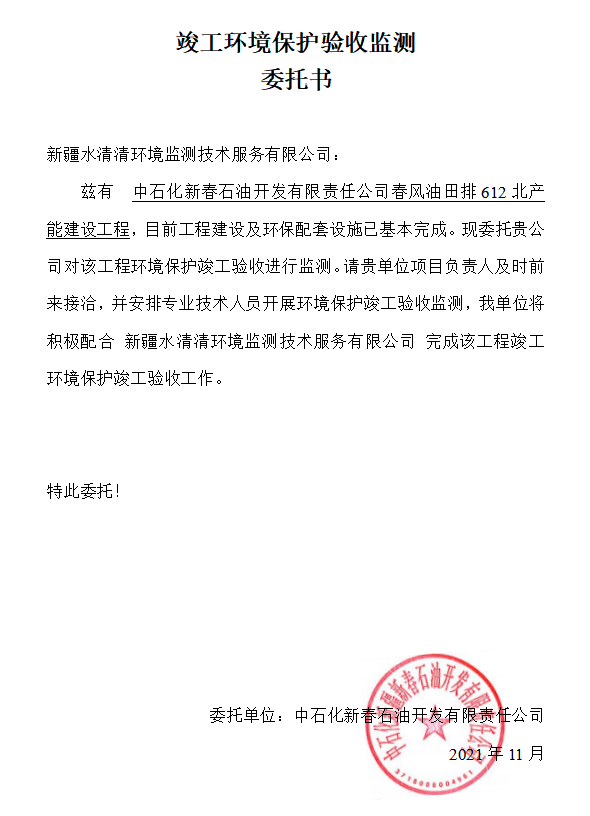 竣工环境保护验收监测
委托书
新疆水清清环境监测技术服务有限公司：
兹有 中石化新春石油开发有限责任公司春风油田排 612 北产
能建设工程，目前工程建设及环保配套设施已基本完成。现委托贵公
司对该工程环境保护竣工验收进行监测。请贵单位项目负责人及时前
来接洽，并安排专业技术人员开展环境保护竣工验收监测，我单位将
积极配合 新疆水清清环境监测技术服务有限公司 完成该工程竣工
环境保护竣工验收工作。
特此委托！
中石化新疆新春石油开发有限责任公司
委托单位：中石化新春石油开发有限责任公司
2021 年 11 月